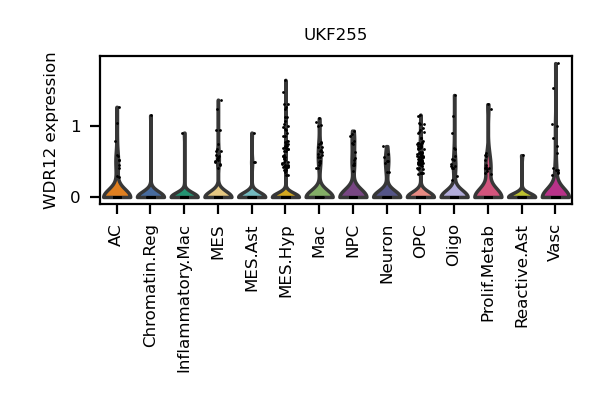 UKF255
WDR12 expression
1
0
AC
Chromatin.Reg
Inflammatory.Mac
MES
MES.Ast
MES.Hyp
Mac
NPC
Neuron
OPC
Oligo
Prolif.Metab
Reactive.Ast
Vasc